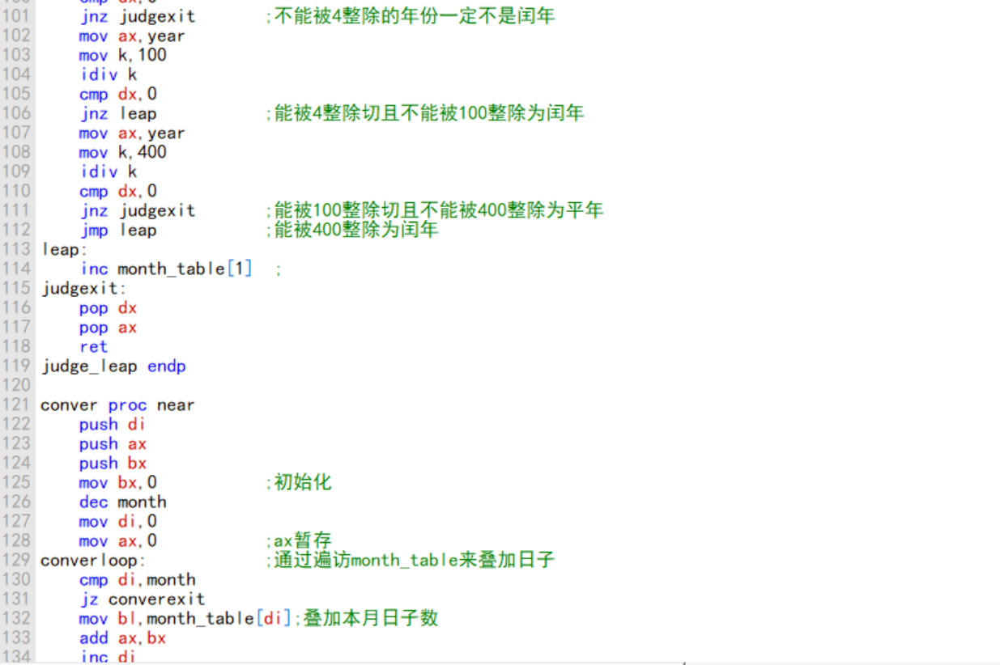 100 cmp dx,0
101 jnz judgexit ;不能被4整除的年份一定不是闰年
102 mov ax,year
103 mov k,100
104 idiv k
105 cmp dx,0
106 jnz leap ;能被4整除切且不能被100整除为闰年
107 mov ax,year
108 mov k,400
109 idiv k
110 cmp dx,0
111 jnz judgexit ;能被100整除切且不能被400整除为平年
112 jmp leap ;能被400整除为闰年
113 leap:
114 inc month_table[1] ;
115 judgexit:
116 pop dx
117 pop ax
118 ret
119 judge_leap endp
120
121 conver proc near
122 push di
123 push ax
124 push bx
125 mov bx,0 ;初始化
126 dec month
127 mov di,0
128 mov ax,0 ;ax暂存
129 converloop: ;通过遍访month_table来叠加日子
130 cmp di,month
131 jz converexit
132 mov bl,month_table[di];叠加本月日子数
133 add ax,bx
134 inc di